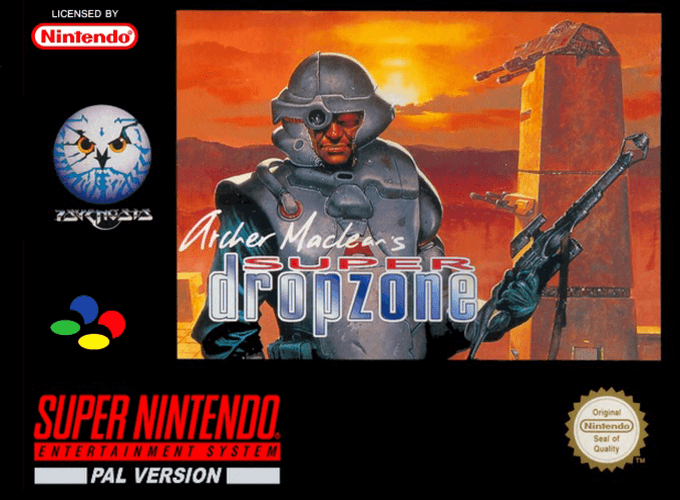 LICENSED BY
Nintendo®
PSYGNOSIS
Archer Maclean's
SUPER
dropzone
SUPER NINTENDO
ENTERTAINMENT SYSTEM
PAL VERSION
Original
Nintendo
Seal of
Quality
TM